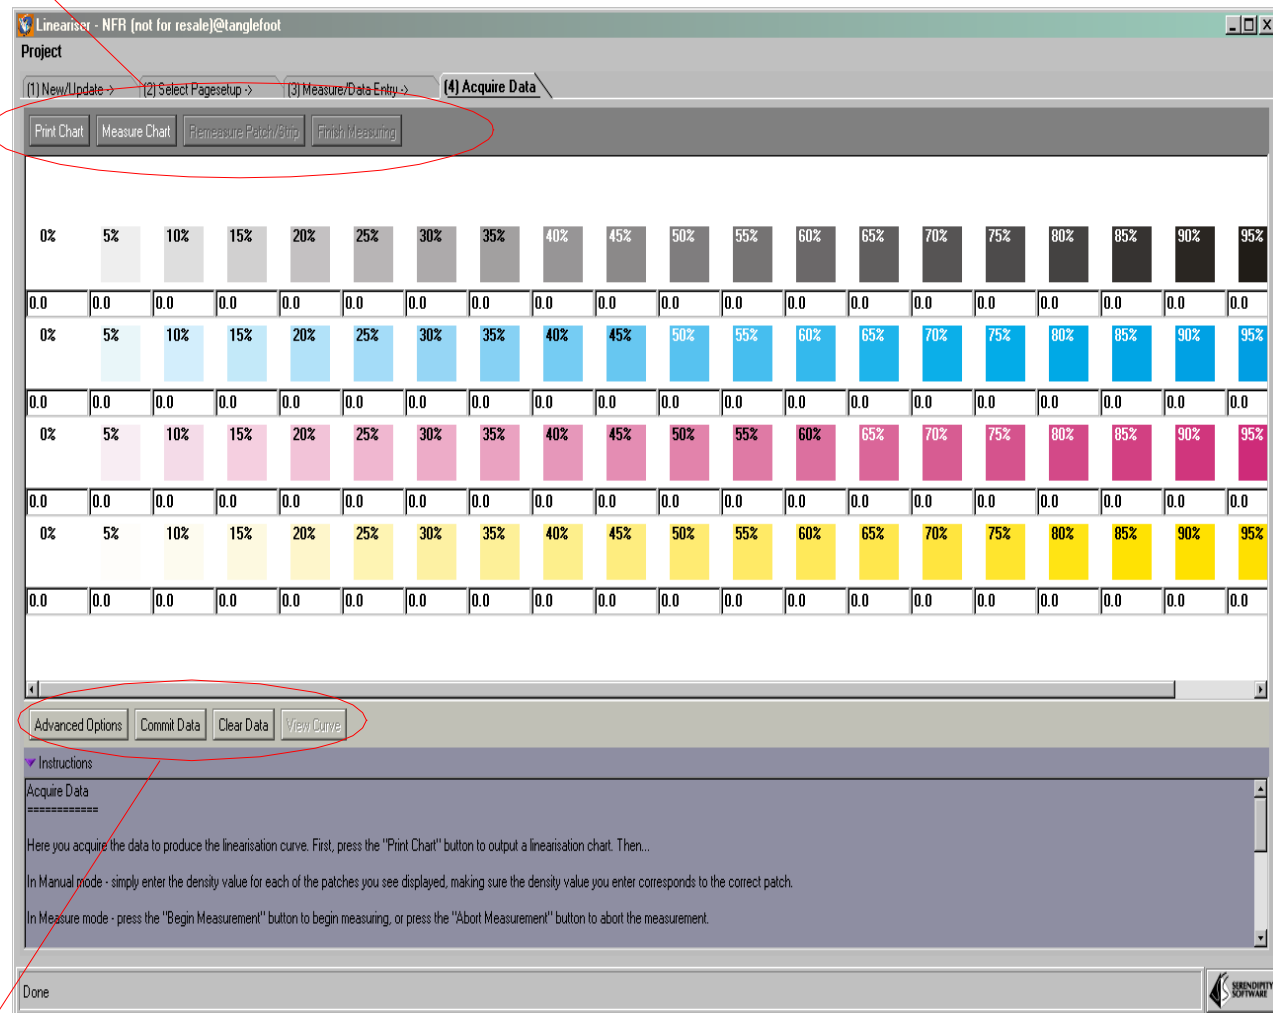 Lineariser - NFR (not for resale)@tanglefoot
Project
(1) New/Update -> (2) Select Pagesetup -> (3) Measure/Data Entry -> (4) Acquire Data
Print Chart Measure Chart Remeasure Patch/Strip Finish Measuring
0% 5% 10% 15% 20% 25% 30% 35% 40% 45% 50% 55% 60% 65% 70% 75% 80% 85% 90% 95%
0.0 0.0 0.0 0.0 0.0 0.0 0.0 0.0 0.0 0.0 0.0 0.0 0.0 0.0 0.0 0.0 0.0 0.0 0.0 0.0
0% 5% 10% 15% 20% 25% 30% 35% 40% 45% 50% 55% 60% 65% 70% 75% 80% 85% 90% 95%
0.0 0.0 0.0 0.0 0.0 0.0 0.0 0.0 0.0 0.0 0.0 0.0 0.0 0.0 0.0 0.0 0.0 0.0 0.0 0.0
0% 5% 10% 15% 20% 25% 30% 35% 40% 45% 50% 55% 60% 65% 70% 75% 80% 85% 90% 95%
0.0 0.0 0.0 0.0 0.0 0.0 0.0 0.0 0.0 0.0 0.0 0.0 0.0 0.0 0.0 0.0 0.0 0.0 0.0 0.0
0% 5% 10% 15% 20% 25% 30% 35% 40% 45% 50% 55% 60% 65% 70% 75% 80% 85% 90% 95%
0.0 0.0 0.0 0.0 0.0 0.0 0.0 0.0 0.0 0.0 0.0 0.0 0.0 0.0 0.0 0.0 0.0 0.0 0.0 0.0
Advanced Options Commit Data Clear Data View Curve
Instructions
Acquire Data
============
Here you acquire the data to produce the linearisation curve. First, press the "Print Chart" button to output a linearisation chart. Then...
In Manual mode - simply enter the density value for each of the patches you see displayed, making sure the density value you enter corresponds to the correct patch.
In Measure mode - press the "Begin Measurement" button to begin measuring, or press the "Abort Measurement" button to abort the measurement.
Done
SERENDIPITY
SOFTWARE